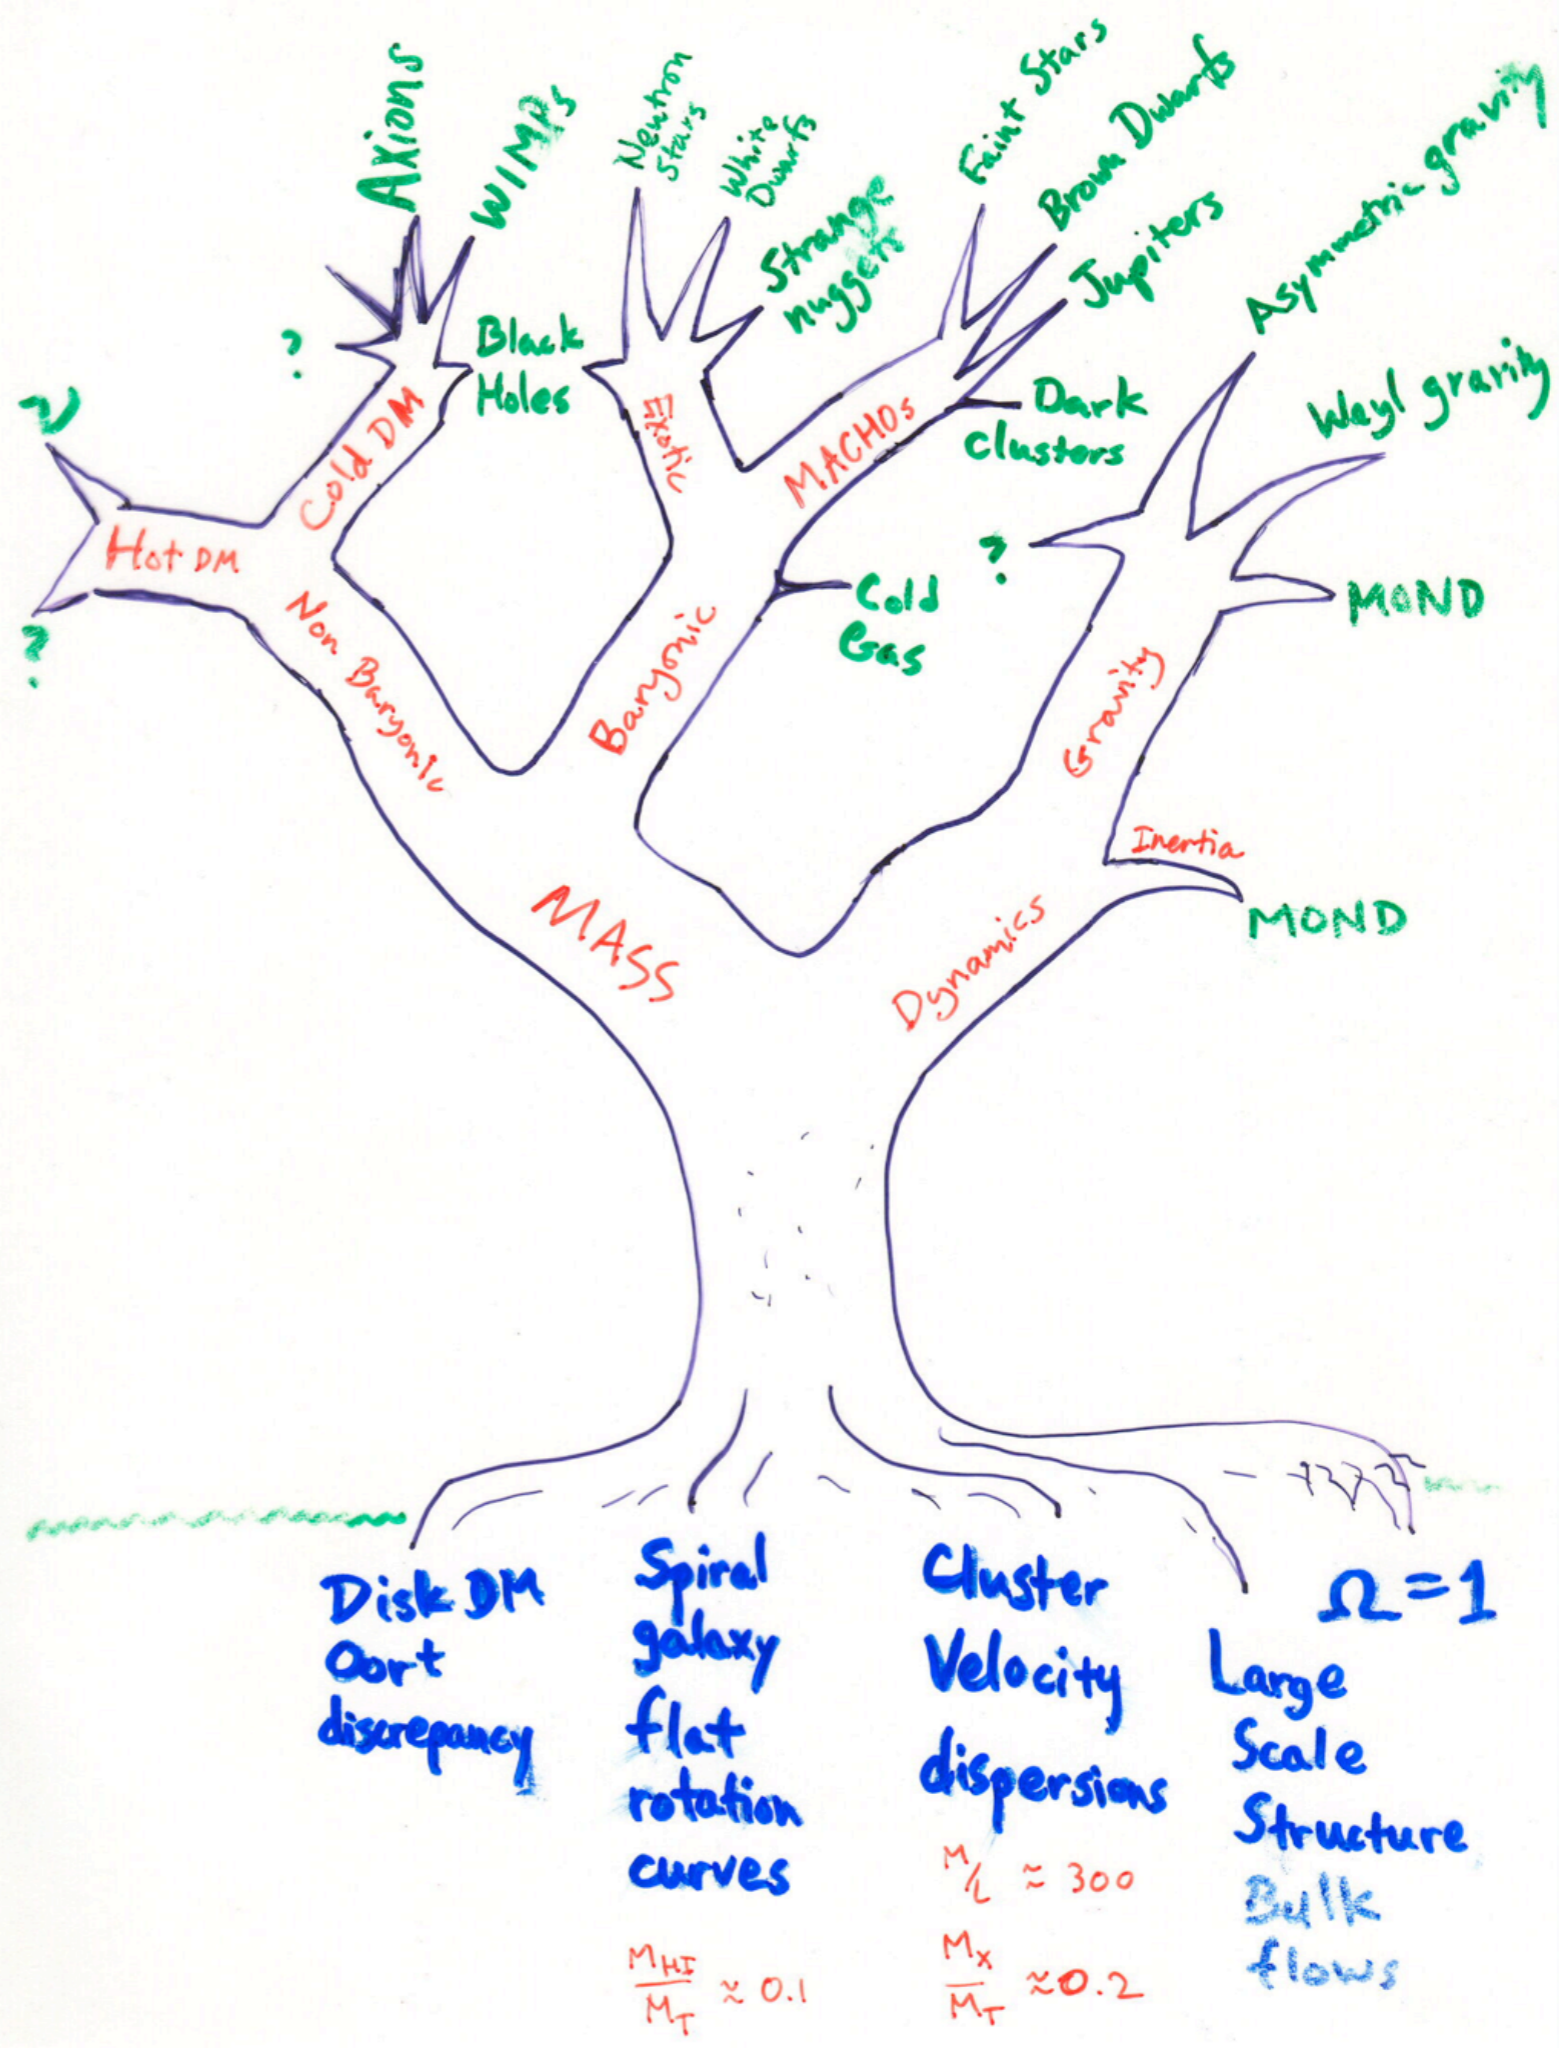 Axions
WIMPs
Neutron
Stars
White
Dwarfs
Strange
nuggets
Faint Stars
Brown Dwarfs
Jupiters
Asymmetric gravity
Weyl gravity
?
Black
Holes
ν
Cold DM
Exotic
MACHOs
Dark
clusters
Hot DM
?
?
MOND
Cold
Gas
Non Baryonic
Baryonic
Gravity
Inertia
MOND
MASS
Dynamics
Disk DM
Oort
discrepancy
Spiral
galaxy
flat
rotation
curves
M_HI/M_T ≈ 0.1
Cluster
Velocity
dispersions
M/L ≈ 300
M_X/M_T ≈ 0.2
Ω = 1
Large
Scale
Structure
Bulk
flows